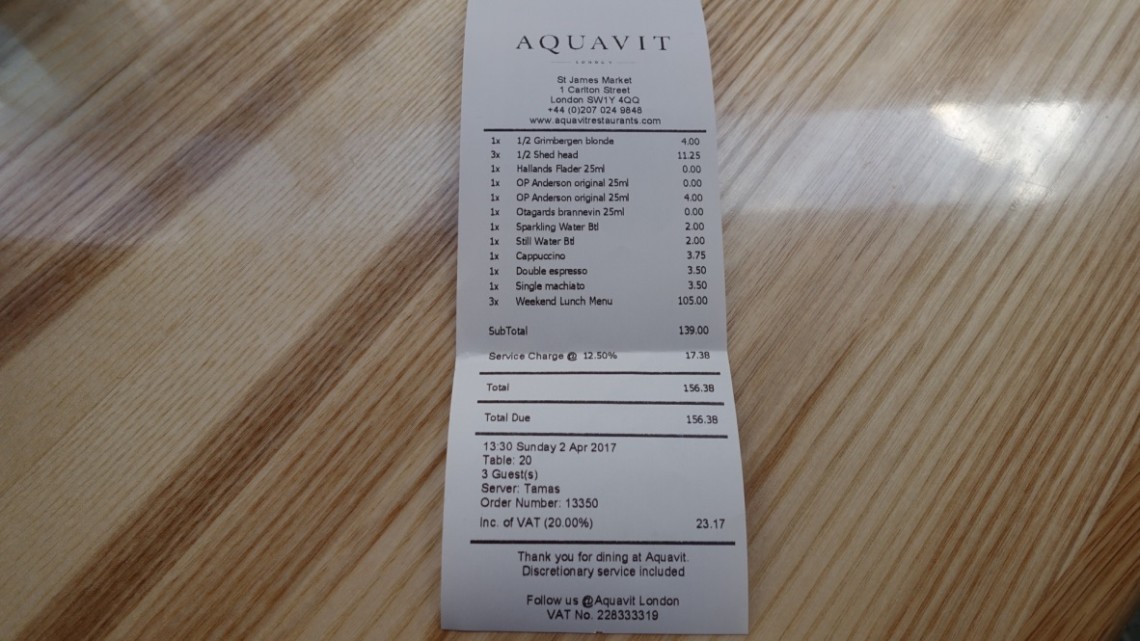 AQUAVIT
LONDON
St James Market
1 Carlton Street
London SW1Y 4QQ
+44 (0)207 024 9848
www.aquavitrestaurants.com
1x 1/2 Grimbergen blonde 4.00
3x 1/2 Shed head 11.25
1x Hallands Flader 25ml 0.00
1x OP Anderson original 25ml 0.00
1x OP Anderson original 25ml 4.00
1x Otagards brannevin 25ml 0.00
1x Sparkling Water Btl 2.00
1x Still Water Btl 2.00
1x Cappuccino 3.75
1x Double espresso 3.50
1x Single machiato 3.50
3x Weekend Lunch Menu 105.00
SubTotal 139.00
Service Charge @ 12.50% 17.38
Total 156.38
Total Due 156.38
13:30 Sunday 2 Apr 2017
Table: 20
3 Guest(s)
Server: Tamas
Order Number: 13350
Inc. of VAT (20.00%) 23.17
Thank you for dining at Aquavit.
Discretionary service included
Follow us @Aquavit London
VAT No. 228333319